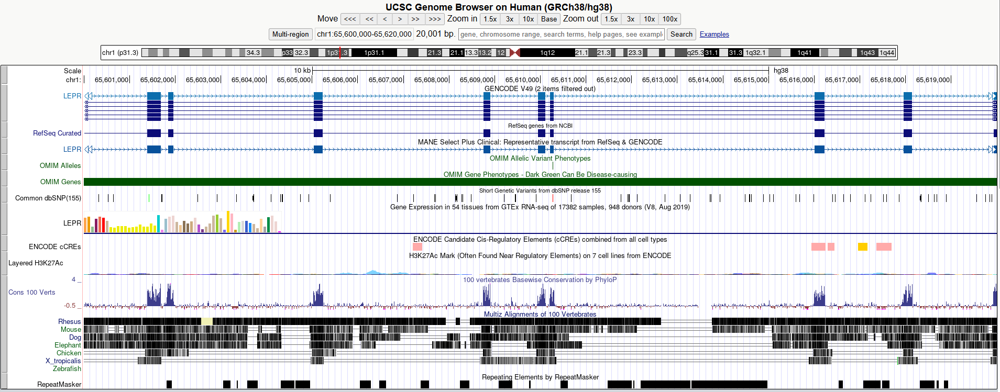 UCSC Genome Browser on Human (GRCh38/hg38)
Move <<< << < > >> >>> Zoom in 1.5x 3x 10x Base Zoom out 1.5x 3x 10x 100x
Multi-region chr1:65,600,000-65,620,000 20,001 bp. gene, chromosome range, search terms, help pages, see exampl Search Examples
chr1 (p31.3) 34.3 p33 32.3 1p31.3 1p31.1 21.3 21.1 13.3 13.2 12 1q12 21.1 21.3 23.3 q25.3 31.1 31.3 1q32.1 1q41 1q43 1q44
Scale 10 kb hg38
chr1: 65,601,000 65,602,000 65,603,000 65,604,000 65,605,000 65,606,000 65,607,000 65,608,000 65,609,000 65,610,000 65,611,000 65,612,000 65,613,000 65,614,000 65,615,000 65,616,000 65,617,000 65,618,000 65,619,000
GENCODE V49 (2 items filtered out)
LEPR
RefSeq genes from NCBI
RefSeq Curated
MANE Select Plus Clinical: Representative transcript from RefSeq & GENCODE
LEPR
OMIM Allelic Variant Phenotypes
OMIM Alleles
OMIM Gene Phenotypes - Dark Green Can Be Disease-causing
OMIM Genes
Short Genetic Variants from dbSNP release 155
Common dbSNP(155)
Gene Expression in 54 tissues from GTEx RNA-seq of 17382 samples, 948 donors (V8, Aug 2019)
LEPR
ENCODE Candidate Cis-Regulatory Elements (cCREs) combined from all cell types
ENCODE cCREs
H3K27Ac Mark (Often Found Near Regulatory Elements) on 7 cell lines from ENCODE
Layered H3K27Ac
4 _ 100 vertebrates Basewise Conservation by PhyloP
Cons 100 Verts
-0.5 _
Multiz Alignments of 100 Vertebrates
Rhesus
Mouse
Dog
Elephant
Chicken
X_tropicalis
Zebrafish
Repeating Elements by RepeatMasker
RepeatMasker